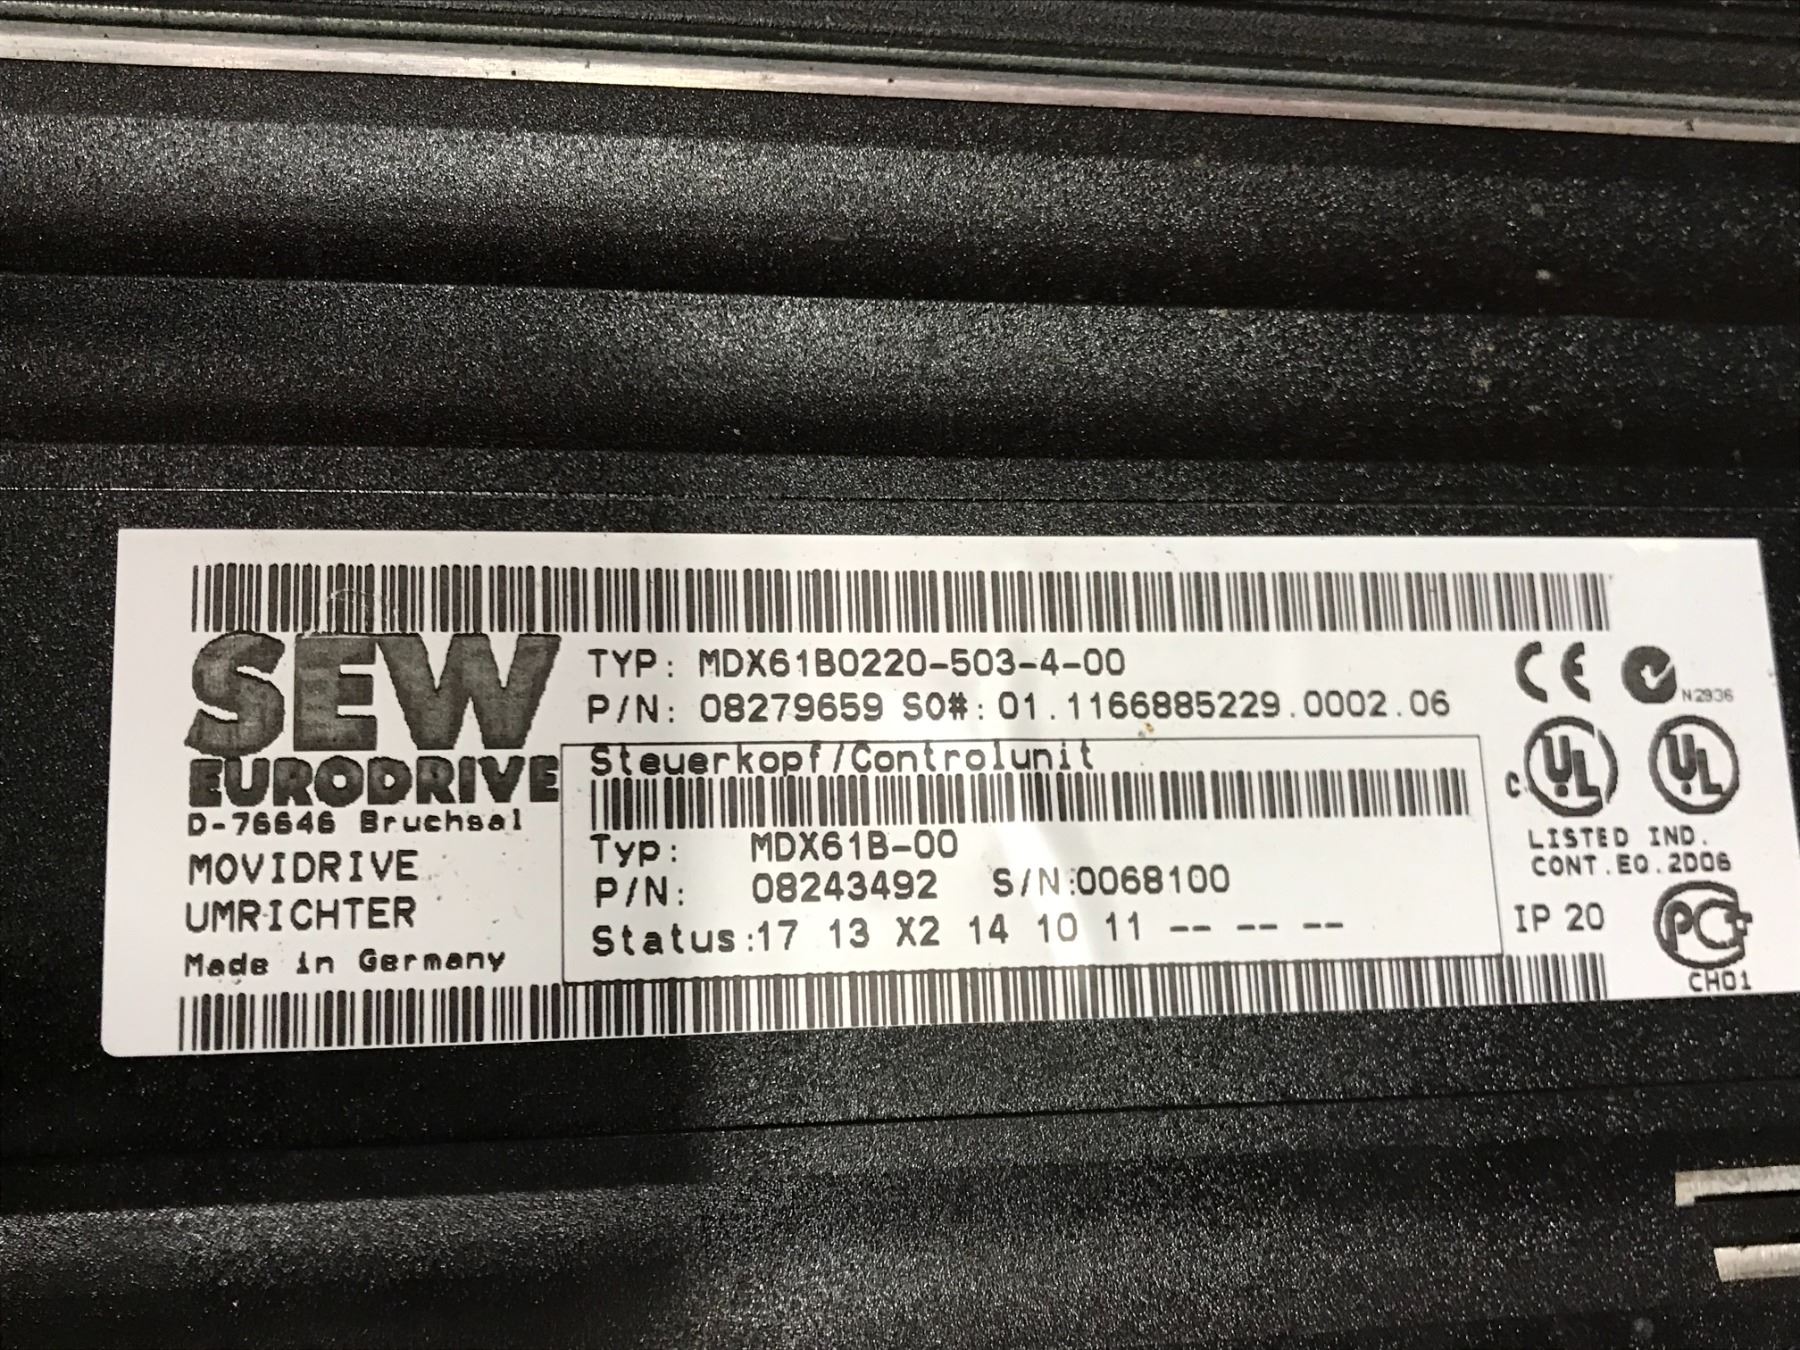 SEW
EURODRIVE
D-76646 Bruchsal
MOVIDRIVE
UMRICHTER
Made in Germany
TYP: MDX61B0220-503-4-00
P/N: 08279659 SO#: 01.1166885229.0002.06
Steuerkopf/Controlunit
Typ: MDX61B-00
P/N: 08243492 S/N:0068100
Status:17 13 X2 14 10 11 -- -- --
CE
N2936
C UL UL
LISTED IND.
CONT.EQ.2D06
IP 20
PCT
CH01